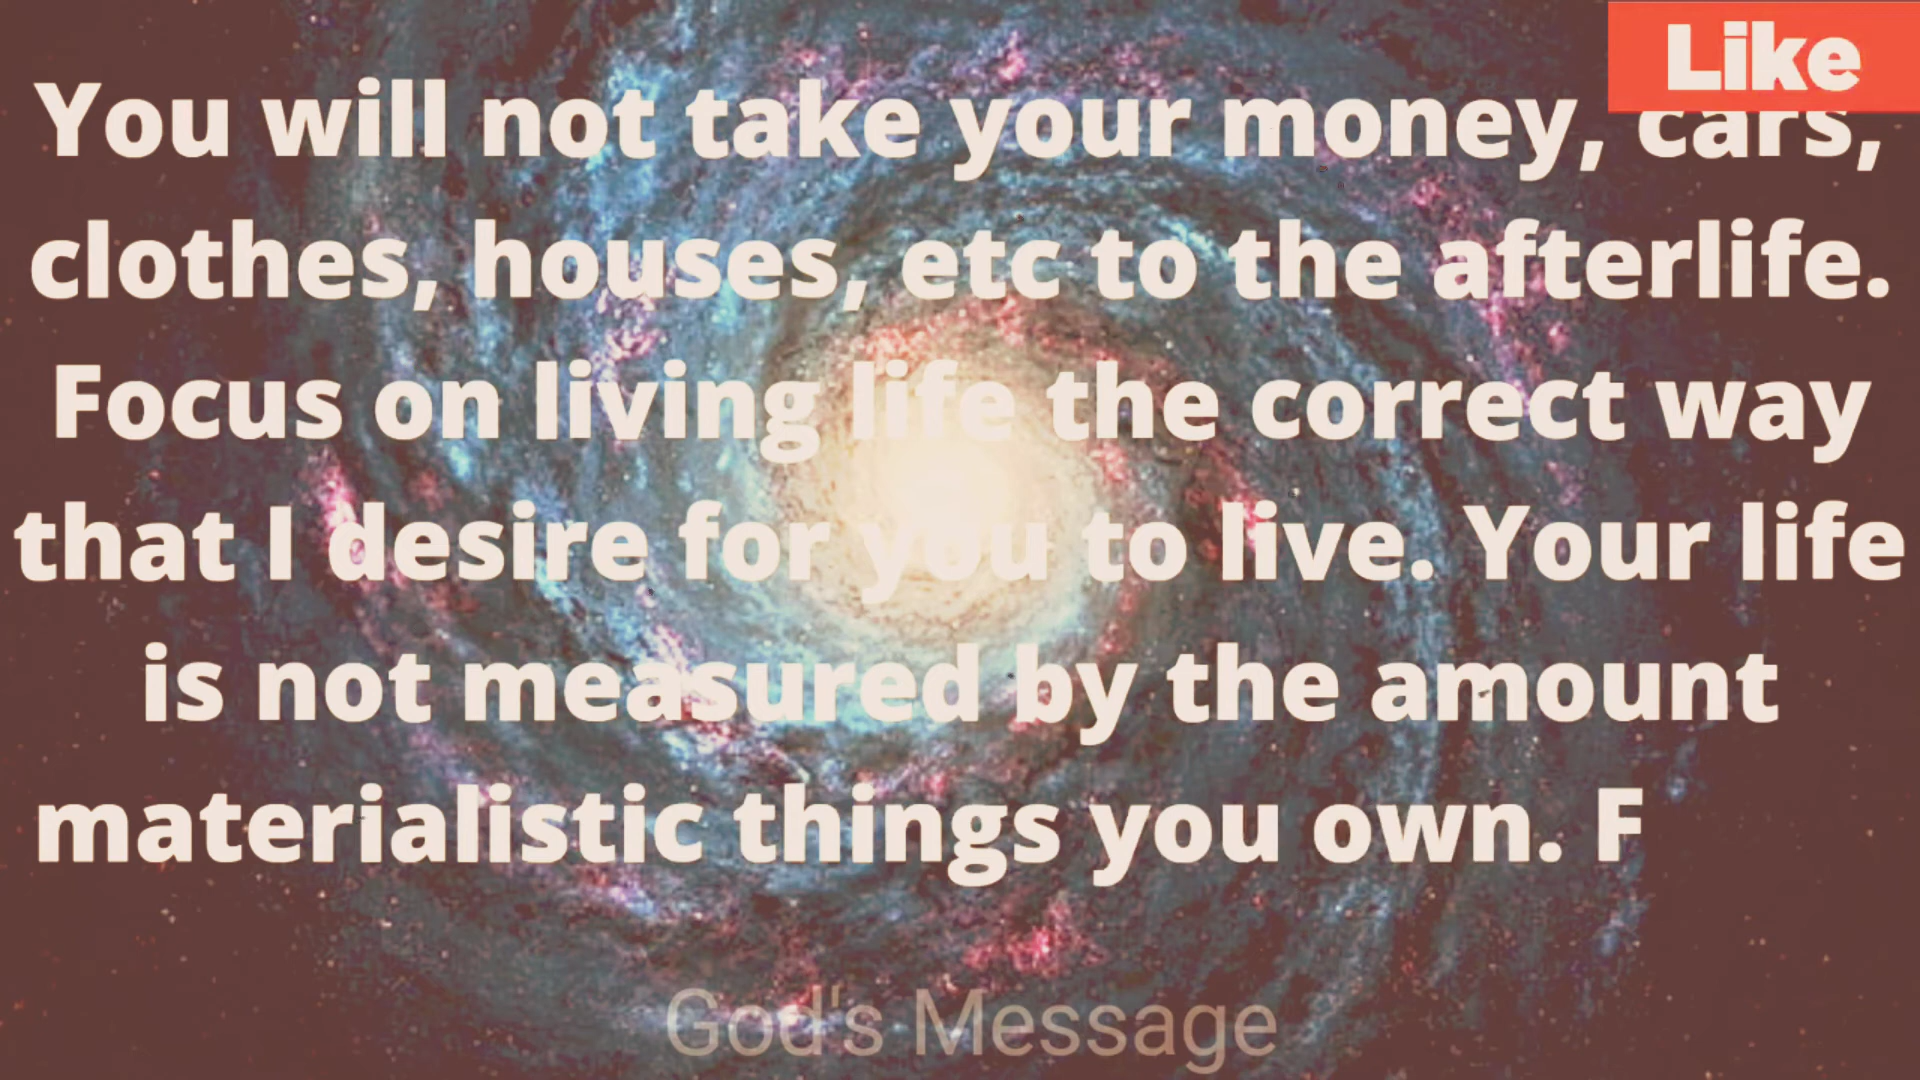 Like
You will not take your money, cars,
clothes, houses, etc to the afterlife.
Focus on living life the correct way
that I desire for you to live. Your life
is not measured by the amount
materialistic things you own. F
God's Message